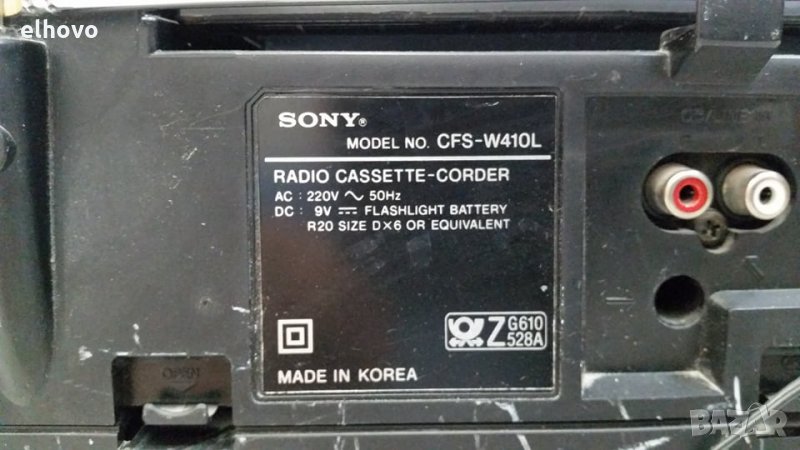 elhovo
SONY®
MODEL NO. CFS-W410L
RADIO CASSETTE-CORDER
AC : 220V ～ 50Hz
DC : 9V ⎓ FLASHLIGHT BATTERY
R20 SIZE D×6 OR EQUIVALENT
Z G610
528A
MADE IN KOREA
OPEN
BAZAR